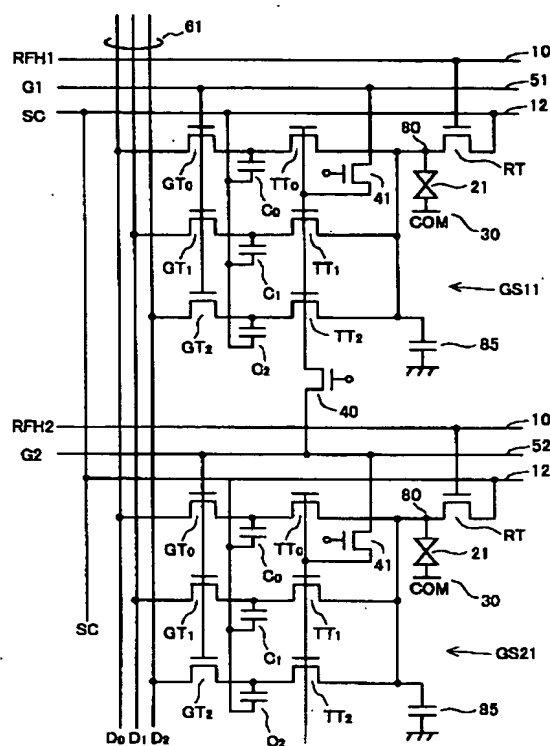 61
RFH1 10
G1 51
SC 12
80
GT0 TT0 RT
C0 41 21
COM 30
GT1 TT1
C1 GS11
GT2 TT2
C2 85
40
RFH2 10
G2 52
12
80
GT0 TT0 RT
C0 41 21
COM 30
SC GT1 TT1
C1 GS21
GT2 TT2
C2 85
D0 D1 D2